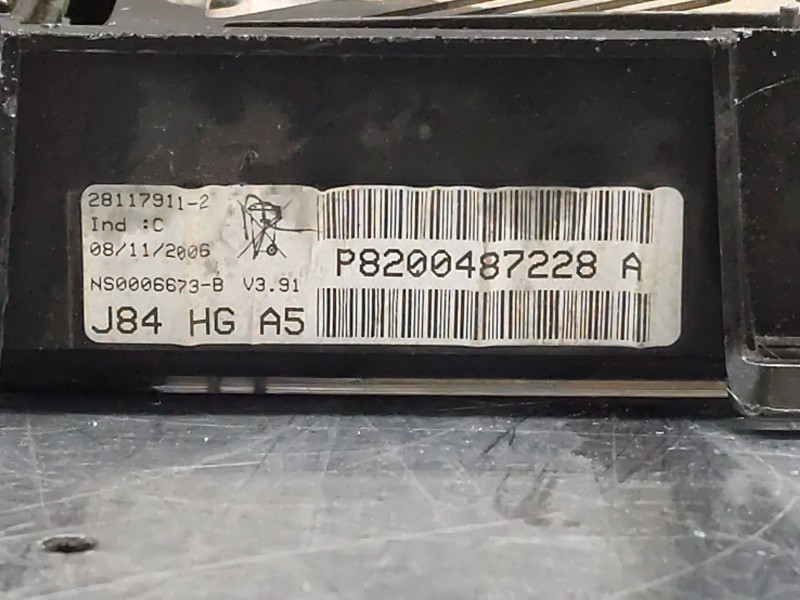 28117911-2
Ind :C
08/11/2006
NS0006673-B V3.91
J84 HG A5
P8200487228 A